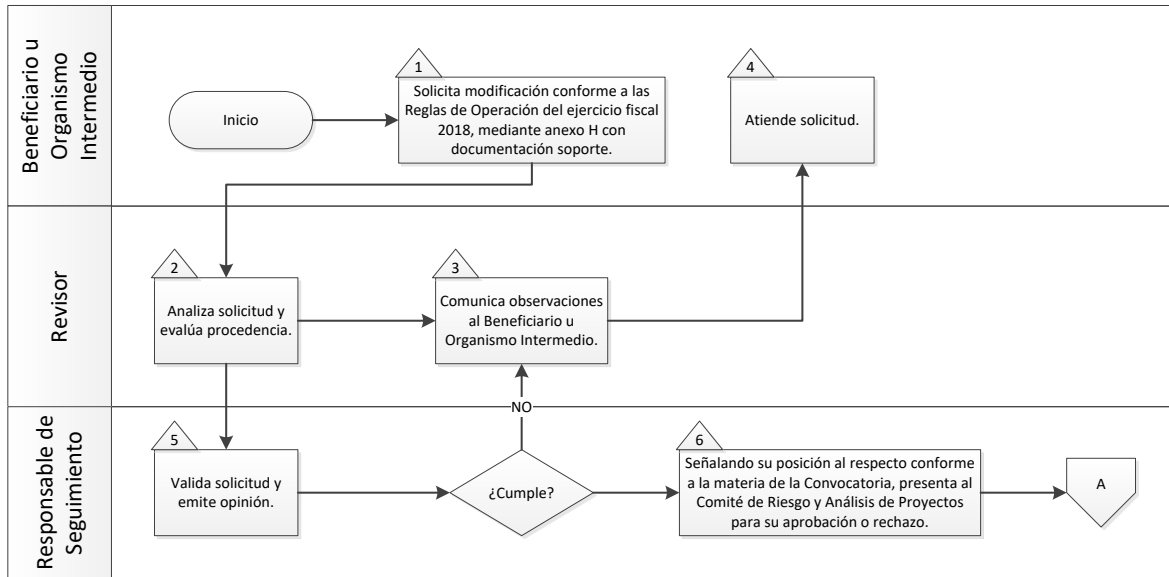 Beneficiario u
Organismo
Intermedio
Inicio
1
Solicita modificación conforme a las
Reglas de Operación del ejercicio fiscal
2018, mediante anexo H con
documentación soporte.
4
Atiende solicitud.
Revisor
2
Analiza solicitud y
evalúa procedencia.
3
Comunica observaciones
al Beneficiario u
Organismo Intermedio.
NO
Responsable de
Seguimiento
5
Valida solicitud y
emite opinión.
¿Cumple?
6
Señalando su posición al respecto conforme
a la materia de la Convocatoria, presenta al
Comité de Riesgo y Análisis de Proyectos
para su aprobación o rechazo.
A